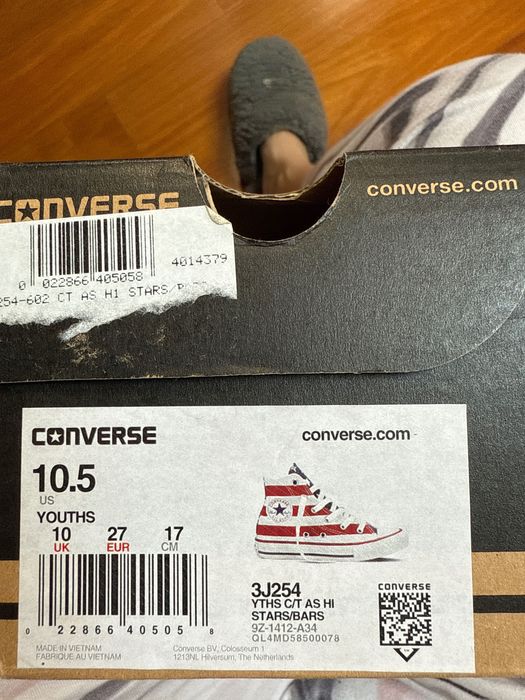 CONVERSE
converse.com
0 022866 405058
4014379
254-602 CT AS HI STARS/
CONVERSE
converse.com
10.5
US
YOUTHS
10 27 17
UK EUR CM
0 22866 40505 8
3J254
YTHS C/T AS HI
STARS/BARS
9Z-1412-A34
QL4MD58500078
CONVERSE
MADE IN VIETNAM
FABRIQUE AU VIETNAM
Converse BV, Colosseum 1
1213NL Hilversum, The Netherlands